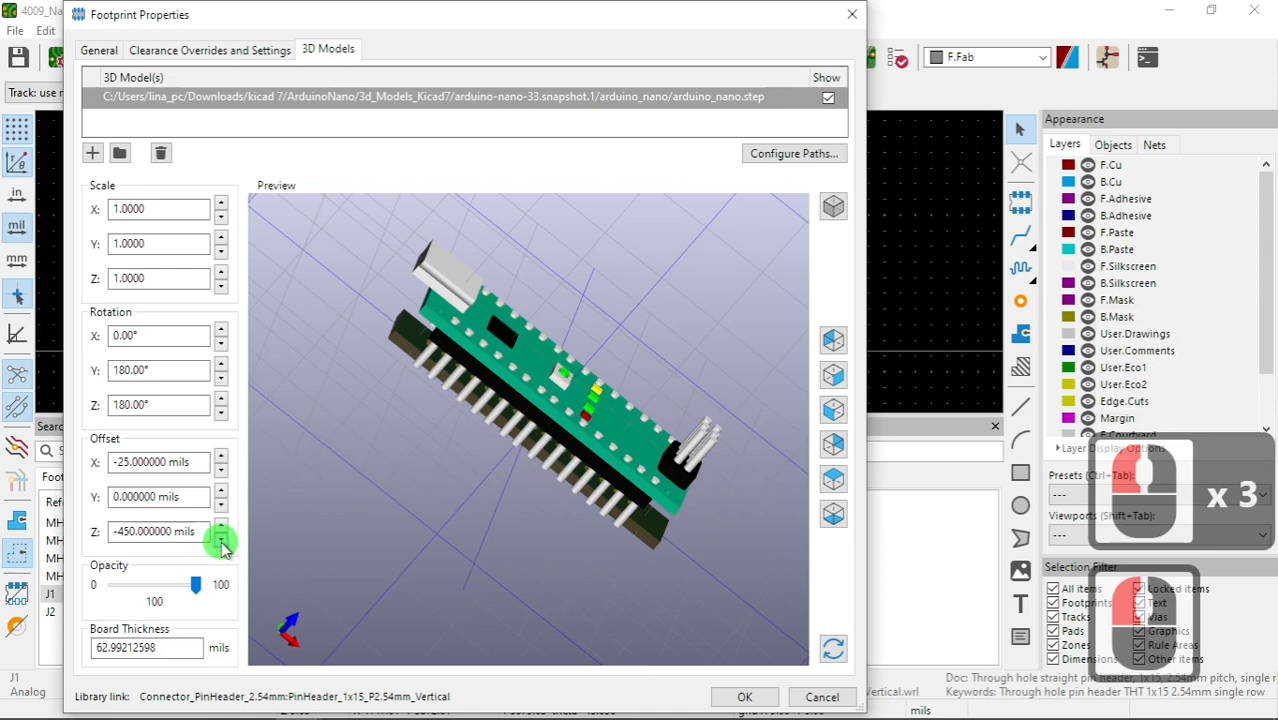 4009_Na
Footprint Properties
File
Edit
General
Clearance Overrides and Settings
3D Models
3D Model(s)
Show
C:/Users/lina_pc/Downloads/kicad 7/ArduinoNano/3d_Models_Kicad7/arduino-nano-33.snapshot.1/arduino_nano/arduino_nano.step
F.Fab
Track: use n
Configure Paths...
Scale
X: 1.0000
Y: 1.0000
Z: 1.0000
Rotation
X: 0.00°
Y: 180.00°
Z: 180.00°
Offset
X: -25.000000 mils
Y: 0.000000 mils
Z: -450.000000 mils
Opacity
0
100
100
Board Thickness
62.99212598
mils
Preview
Library link:
Connector_PinHeader_2.54mm:PinHeader_1x15_P2.54mm_Vertical
OK
Cancel
in
mil
mm
Sear
Foot
Refe
MH
MH
MH
MH
J1
J2
J1
Analog
Appearance
Layers
Objects
Nets
F.Cu
B.Cu
F.Adhesive
B.Adhesive
F.Paste
B.Paste
F.Silkscreen
B.Silkscreen
F.Mask
B.Mask
User.Drawings
User.Comments
User.Eco1
User.Eco2
Edge.Cuts
Margin
F.Courtyard
Layer Display Options
Presets (Ctrl+Tab):
---
Viewports (Shift+Tab):
---
x 3
Selection Filter
All items
Locked items
Footprints
Text
Tracks
Vias
Pads
Graphics
Zones
Rule Areas
Dimensions
Other items
Doc: Through hole straight pin header, 1x15, 2.54mm pitch, single r
Vertical.wrl
Keywords: Through hole pin header THT 1x15 2.54mm single row
mils